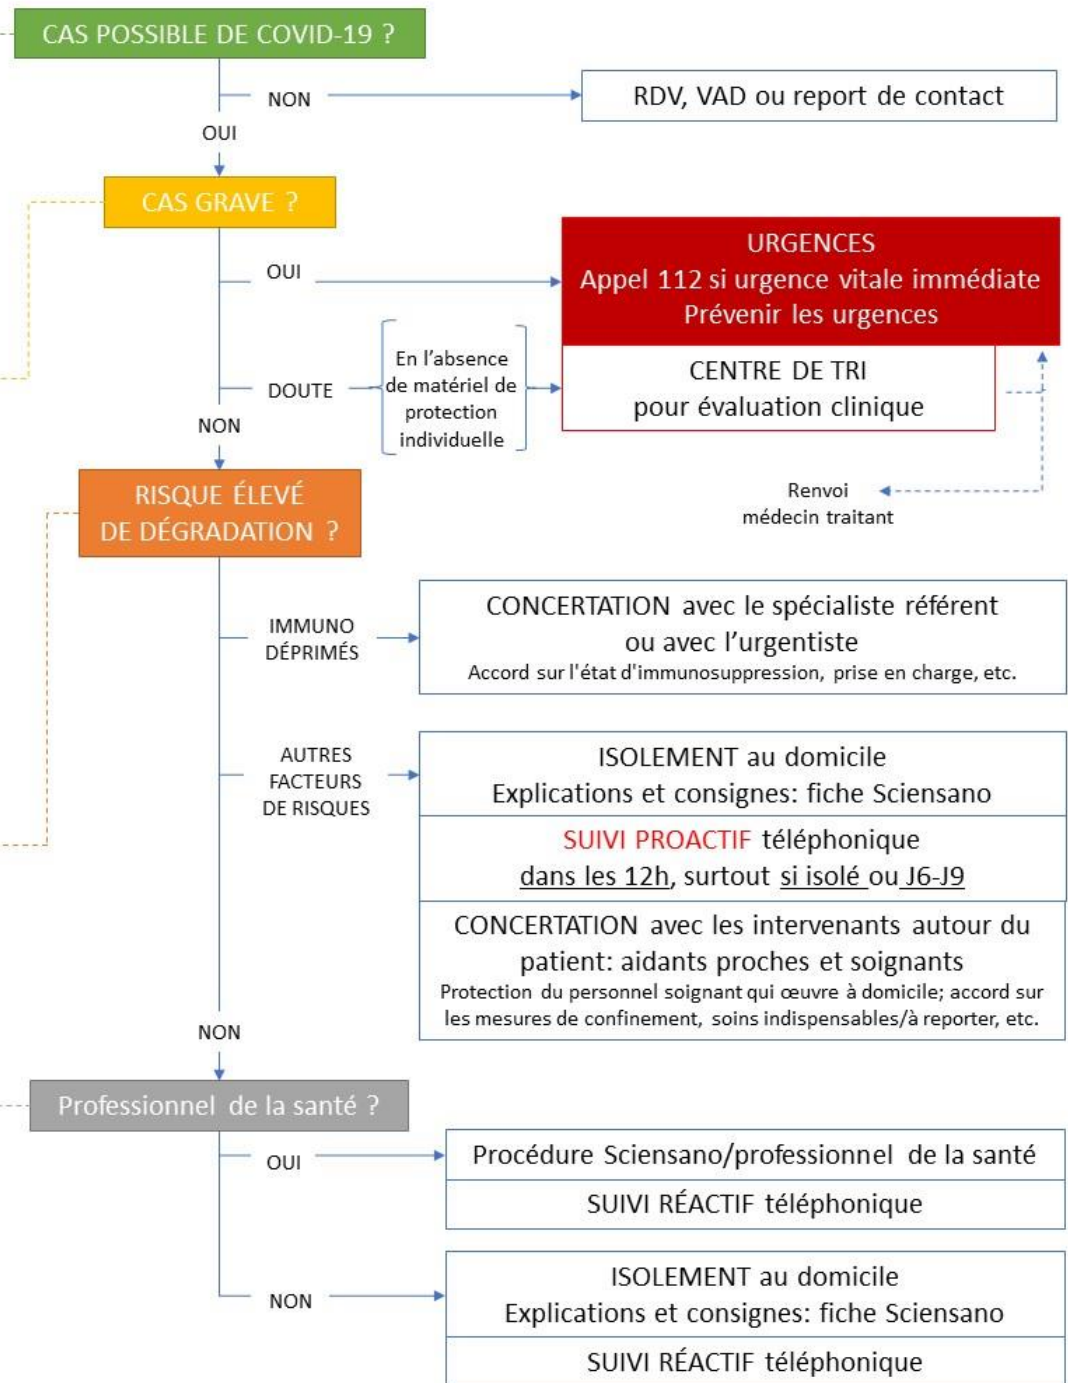 CAS POSSIBLE DE COVID-19 ?
NON
RDV, VAD ou report de contact
OUI
CAS GRAVE ?
OUI
URGENCES
Appel 112 si urgence vitale immédiate
Prévenir les urgences
DOUTE
En l'absence
de matériel de
protection
individuelle
CENTRE DE TRI
pour évaluation clinique
NON
Renvoi
médecin traitant
RISQUE ÉLEVÉ
DE DÉGRADATION ?
IMMUNO
DÉPRIMÉS
CONCERTATION avec le spécialiste référent
ou avec l'urgentiste
Accord sur l'état d'immunosuppression, prise en charge, etc.
AUTRES
FACTEURS
DE RISQUES
ISOLEMENT au domicile
Explications et consignes: fiche Sciensano
SUIVI PROACTIF téléphonique
dans les 12h, surtout si isolé ou J6-J9
CONCERTATION avec les intervenants autour du
patient: aidants proches et soignants
Protection du personnel soignant qui œuvre à domicile; accord sur
les mesures de confinement, soins indispensables/à reporter, etc.
NON
Professionnel de la santé ?
OUI
Procédure Sciensano/professionnel de la santé
SUIVI RÉACTIF téléphonique
NON
ISOLEMENT au domicile
Explications et consignes: fiche Sciensano
SUIVI RÉACTIF téléphonique